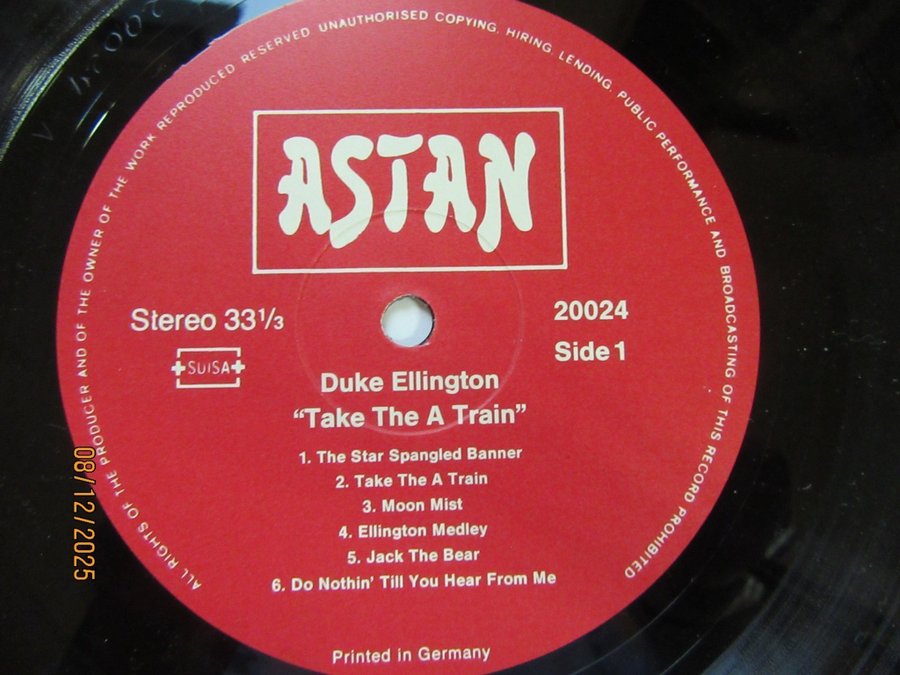 ALL RIGHTS OF THE PRODUCER AND OF THE OWNER OF THE WORK REPRODUCED RESERVED UNAUTHORISED COPYING, HIRING, LENDING, PUBLIC PERFORMANCE AND BROADCASTING OF THIS RECORD PROHIBITED
ASTAN
Stereo 33⅓
SUISA
20024
Side 1
Duke Ellington
“Take The A Train”
1. The Star Spangled Banner
2. Take The A Train
3. Moon Mist
4. Ellington Medley
5. Jack The Bear
6. Do Nothin’ Till You Hear From Me
Printed in Germany
08/12/2025